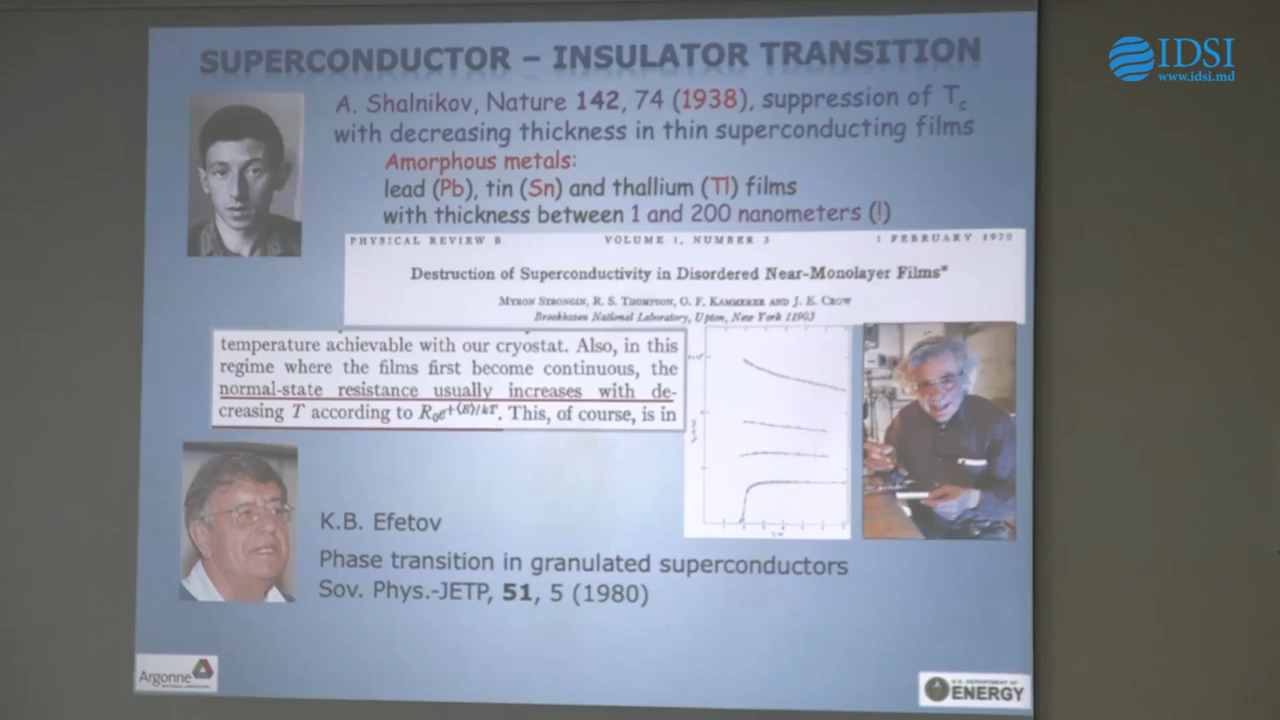 IDSI
www.idsi.md
SUPERCONDUCTOR – INSULATOR TRANSITION
A. Shalnikov, Nature 142, 74 (1938), suppression of Tc
with decreasing thickness in thin superconducting films
Amorphous metals:
lead (Pb), tin (Sn) and thallium (Tl) films
with thickness between 1 and 200 nanometers (!)
PHYSICAL REVIEW B VOLUME 1, NUMBER 3 1 FEBRUARY 1970
Destruction of Superconductivity in Disordered Near-Monolayer Films*
Myron Strongin, R. S. Thompson, O. F. Kammerer and J. E. Crow
Brookhaven National Laboratory, Upton, New York 11903
temperature achievable with our cryostat. Also, in this
regime where the films first become continuous, the
normal-state resistance usually increases with de-
creasing T according to R₀e^{+⟨E⟩/kT}. This, of course, is in
K.B. Efetov
Phase transition in granulated superconductors
Sov. Phys.-JETP, 51, 5 (1980)
Argonne
NATIONAL LABORATORY
U.S. DEPARTMENT OF
ENERGY